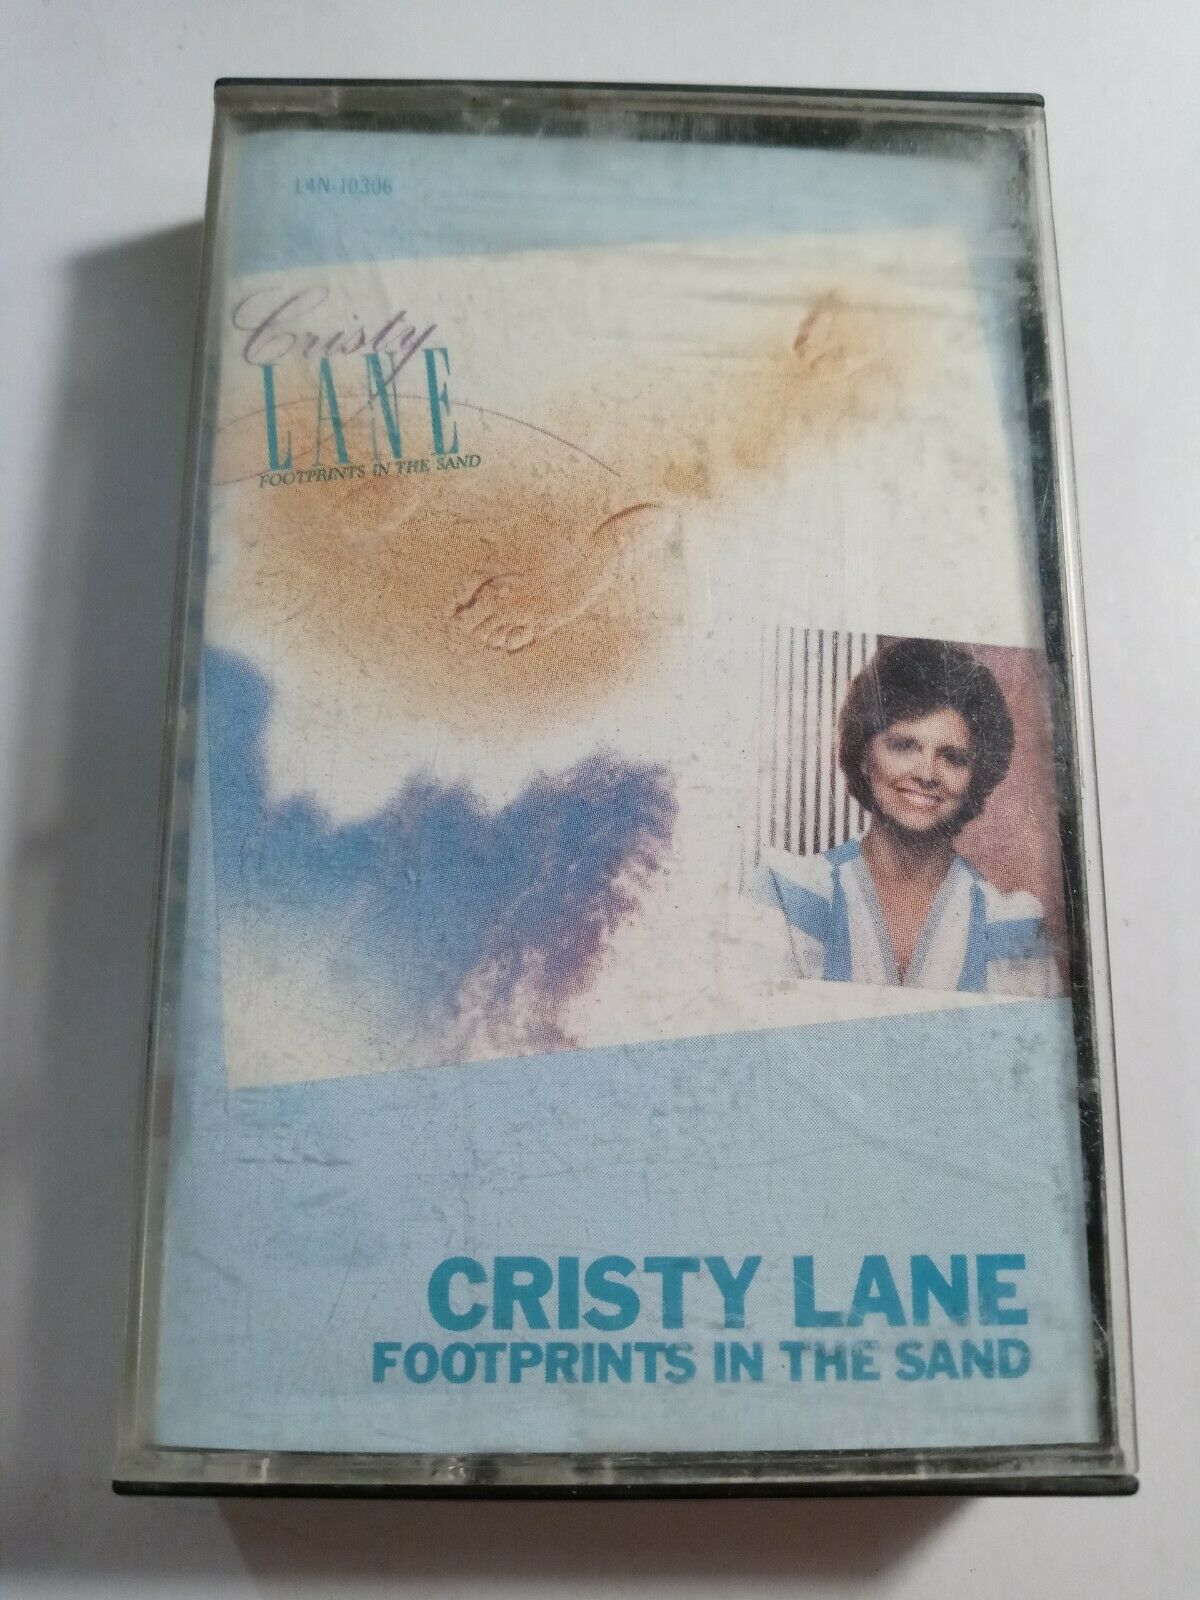 L4N-10306
Cristy
LANE
FOOTPRINTS IN THE SAND
CRISTY LANE
FOOTPRINTS IN THE SAND